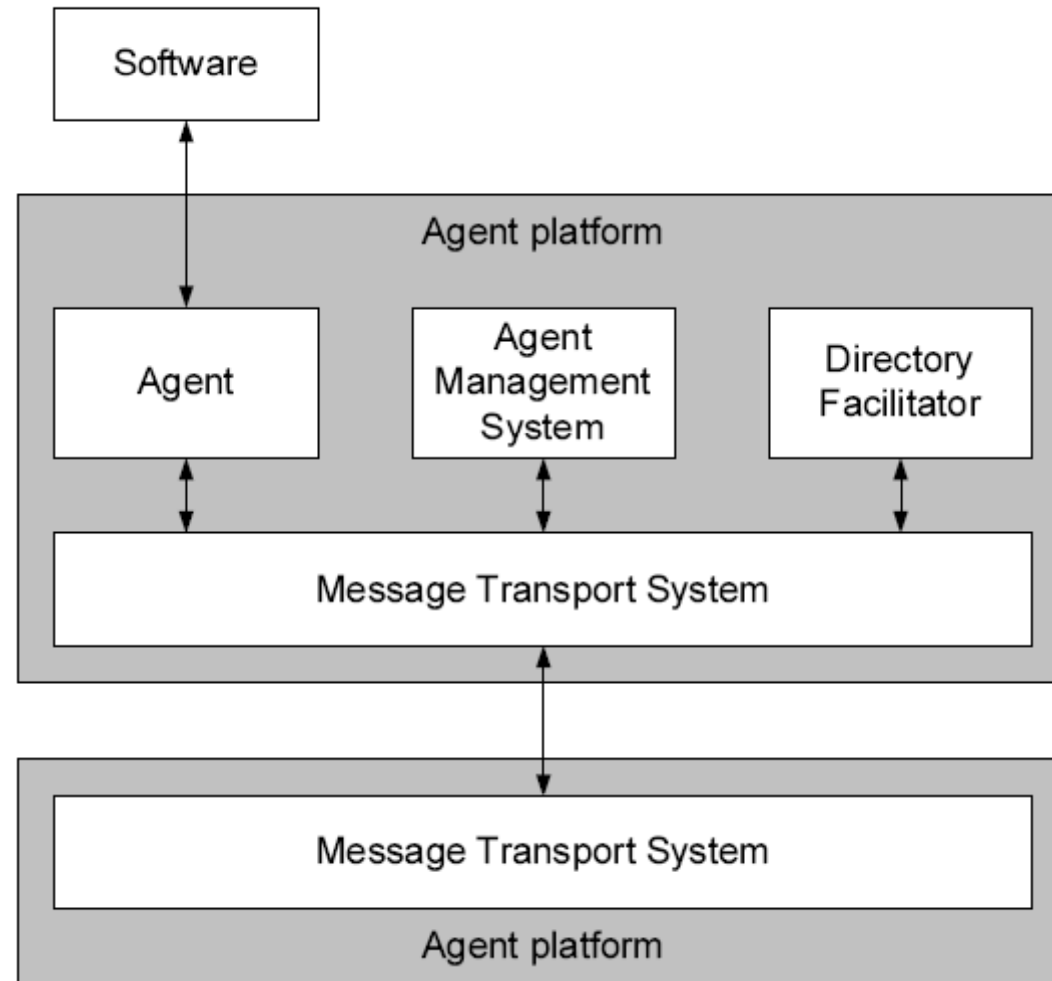 Software
Agent platform
Agent
Agent
Management
System
Directory
Facilitator
Message Transport System
Message Transport System
Agent platform